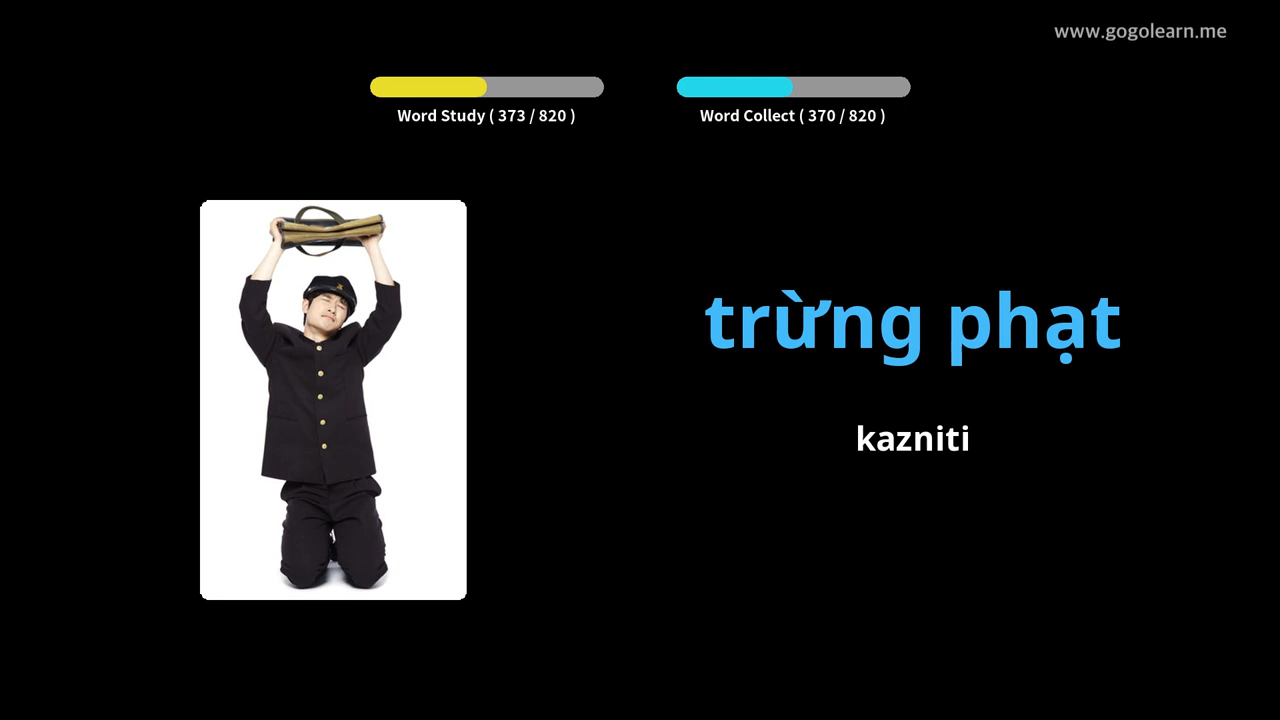 www.gogolearn.me
Word Study ( 373 / 820 )
Word Collect ( 370 / 820 )
trừng phạt
kazniti